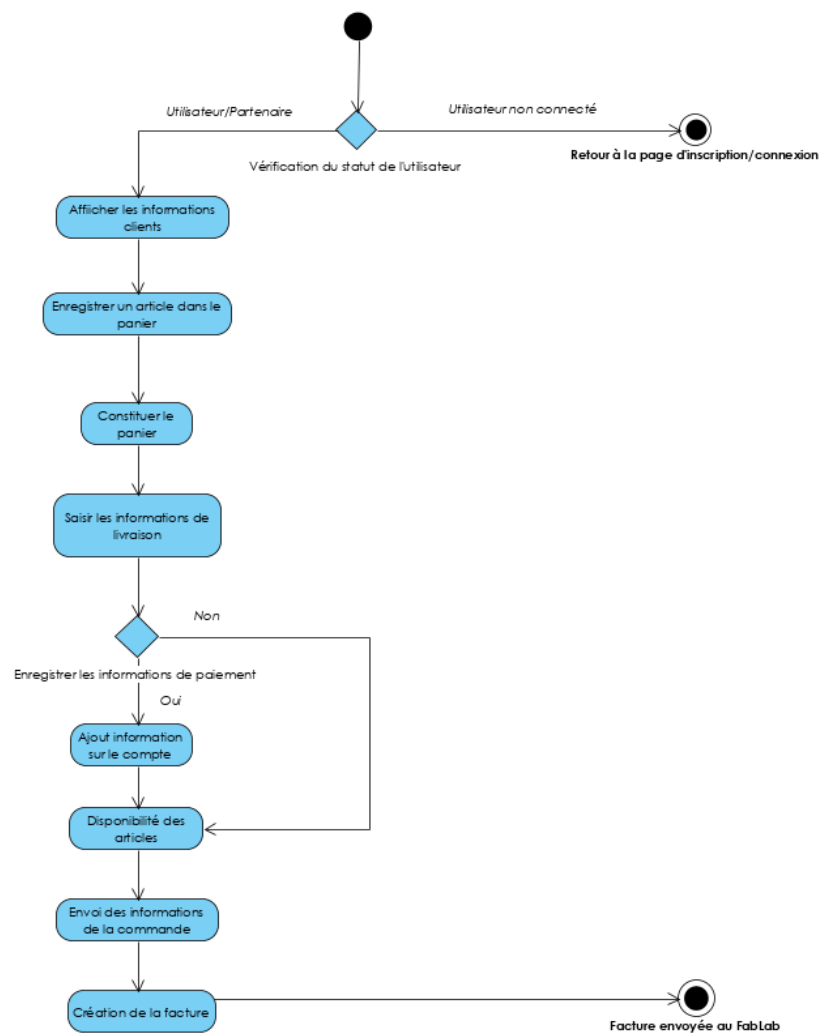 Utilisateur/Partenaire
Utilisateur non connecté
Vérification du statut de l'utilisateur
Retour à la page d'inscription/connexion
Affiicher les informations
clients
Enregistrer un article dans le
panier
Constituer le
panier
Saisir les informations de
livraison
Non
Enregistrer les informations de paiement
Oui
Ajout information
sur le compte
Disponibilité des
articles
Envoi des informations
de la commande
Création de la facture
Facture envoyée au FabLab